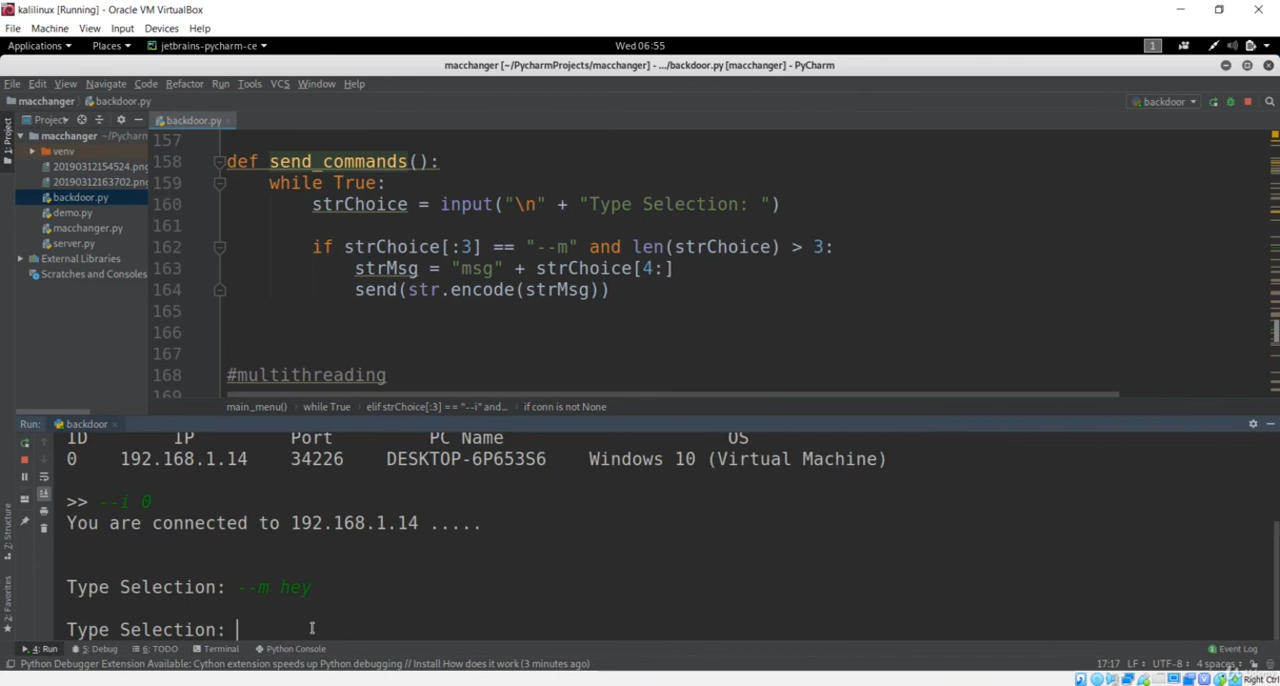 kalilinux [Running] - Oracle VM VirtualBox
File Machine View Input Devices Help
Applications Places jetbrains-pycharm-ce Wed 06:55 1
macchanger [~/PycharmProjects/macchanger] - .../backdoor.py [macchanger] - PyCharm
File Edit View Navigate Code Refactor Run Tools VCS Window Help
macchanger backdoor.py backdoor
1: Project
Project
backdoor.py
macchanger ~/Pycharm
venv
20190312154524.png
20190312163702.png
backdoor.py
demo.py
macchanger.py
server.py
External Libraries
Scratches and Consoles
157
158 def send_commands():
159 while True:
160 strChoice = input("\n" + "Type Selection: ")
161
162 if strChoice[:3] == "--m" and len(strChoice) > 3:
163 strMsg = "msg" + strChoice[4:]
164 send(str.encode(strMsg))
165
166
167
168 #multithreading
169
main_menu() while True elif strChoice[:3] == "--i" and... if conn is not None
Run: backdoor
ID IP Port PC Name OS
0 192.168.1.14 34226 DESKTOP-6P653S6 Windows 10 (Virtual Machine)
>> --i 0
You are connected to 192.168.1.14 .....
Type Selection: --m hey
Type Selection:
7: Structure
2: Favorites
4: Run 5: Debug 6: TODO Terminal Python Console Event Log
Python Debugger Extension Available: Cython extension speeds up Python debugging // Install How does it work (3 minutes ago) 17:17 LF UTF-8 4 spaces
Right Ctrl